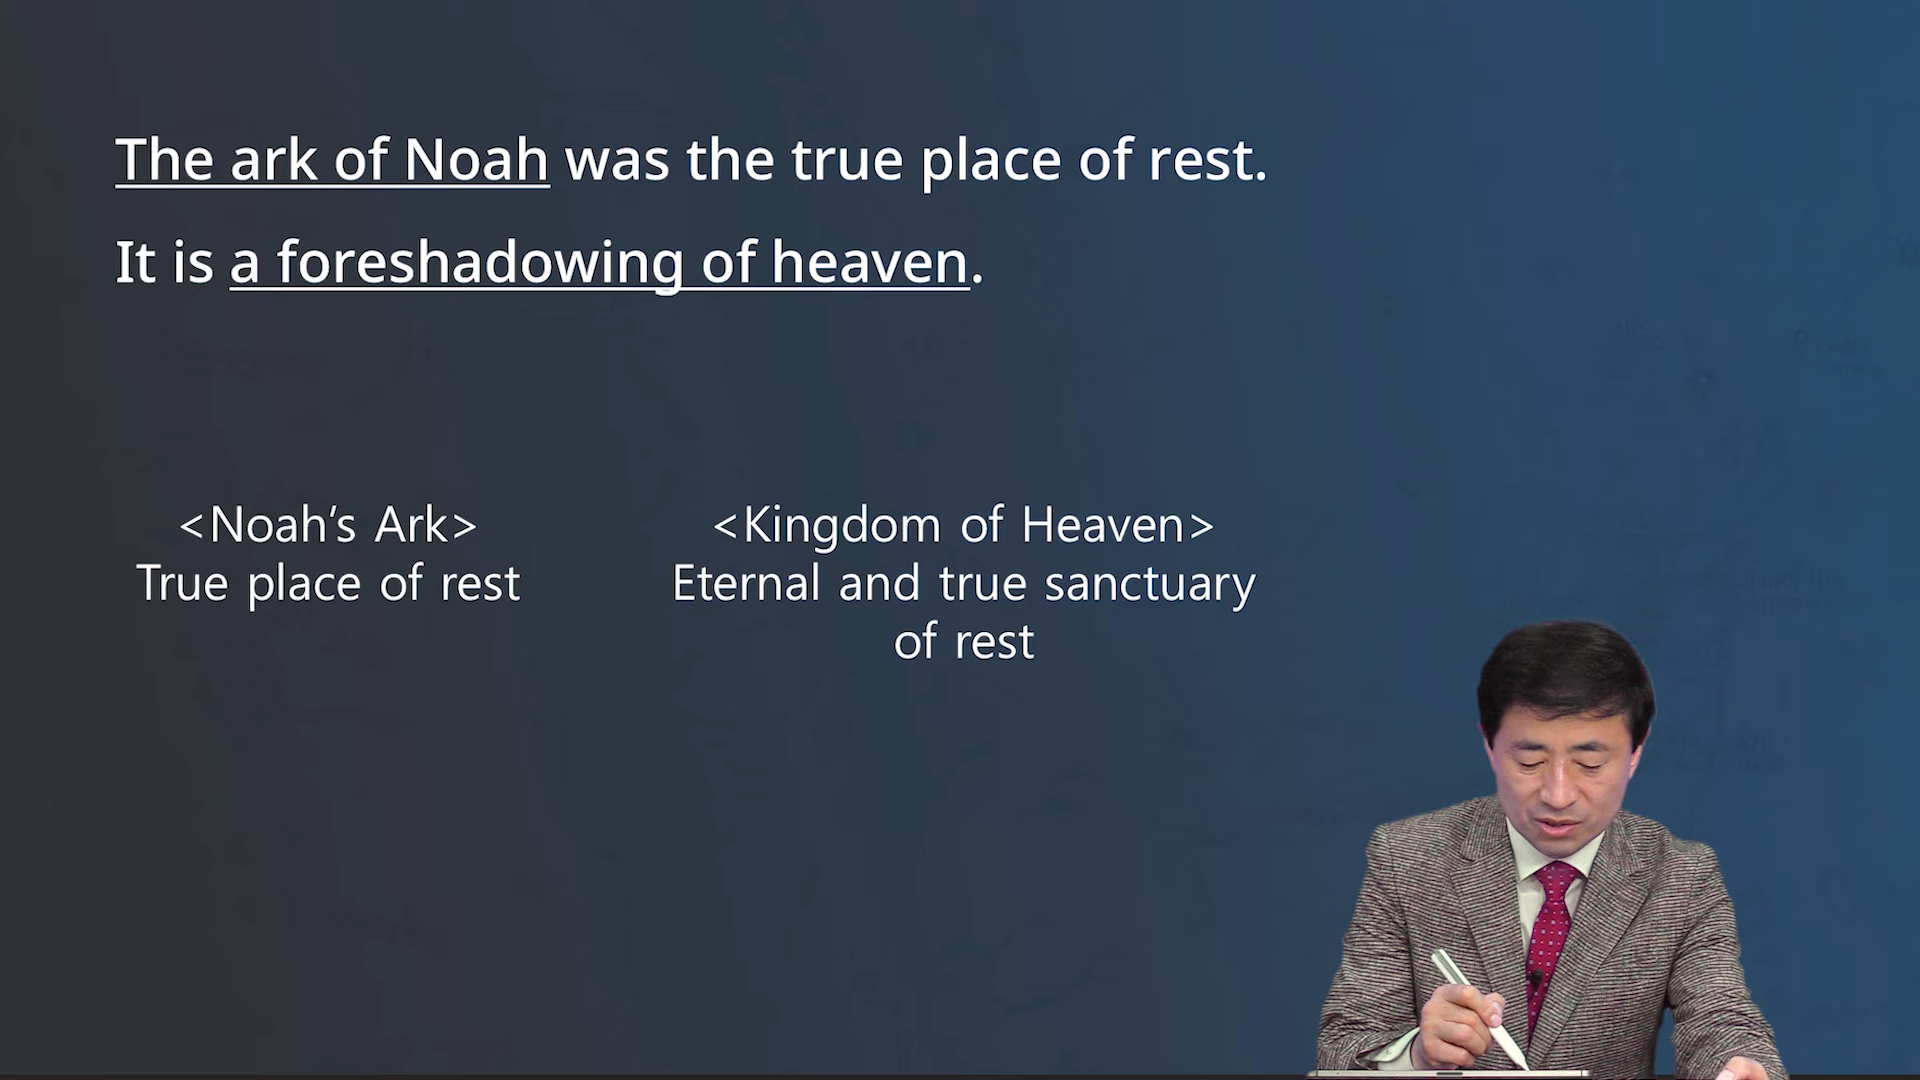 The ark of Noah was the true place of rest.
It is a foreshadowing of heaven.
<Noah's Ark>
True place of rest
<Kingdom of Heaven>
Eternal and true sanctuary
of rest